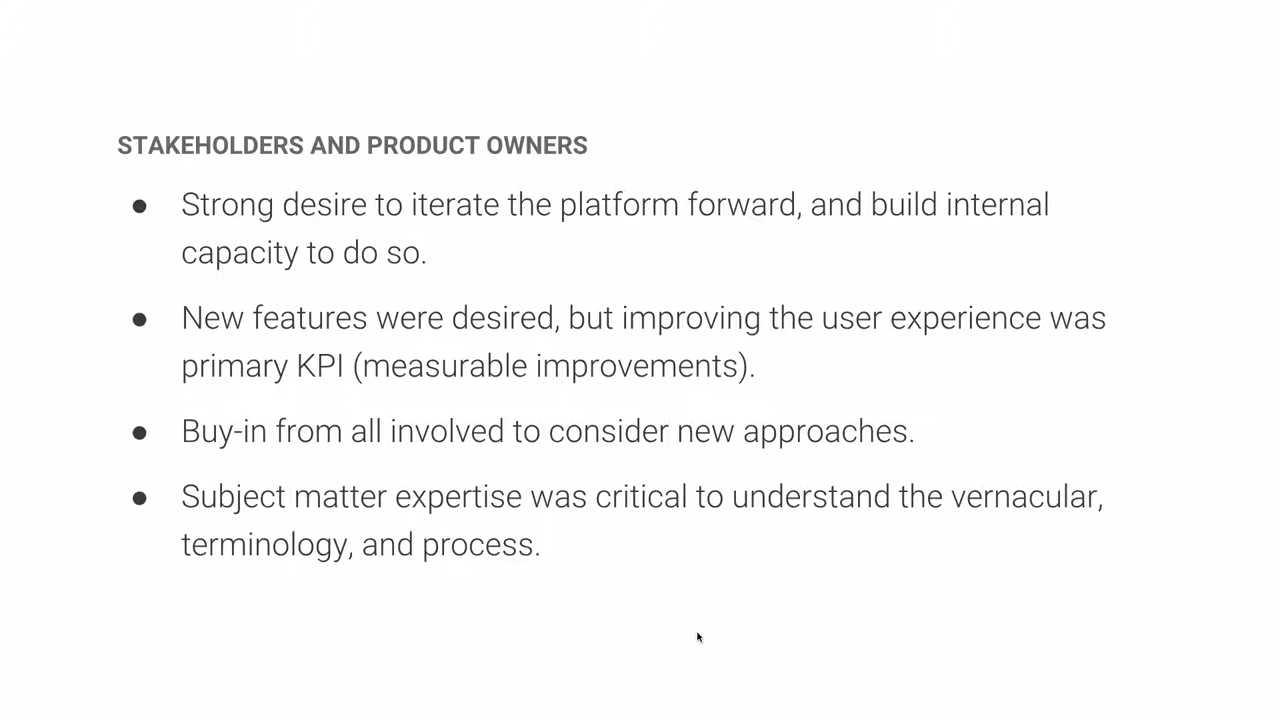 STAKEHOLDERS AND PRODUCT OWNERS
● Strong desire to iterate the platform forward, and build internal
capacity to do so.
● New features were desired, but improving the user experience was
primary KPI (measurable improvements).
● Buy-in from all involved to consider new approaches.
● Subject matter expertise was critical to understand the vernacular,
terminology, and process.